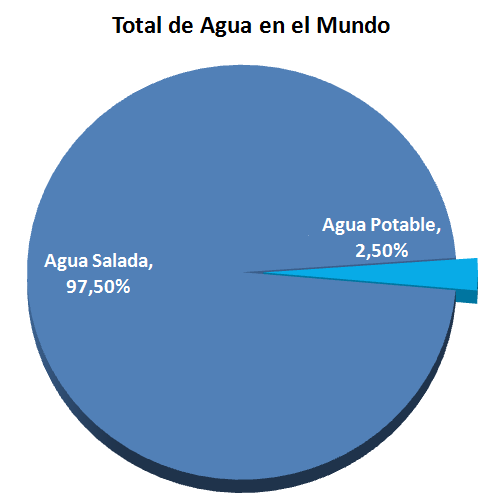 Total de Agua en el Mundo
Agua Potable,
2,50%
Agua Salada,
97,50%